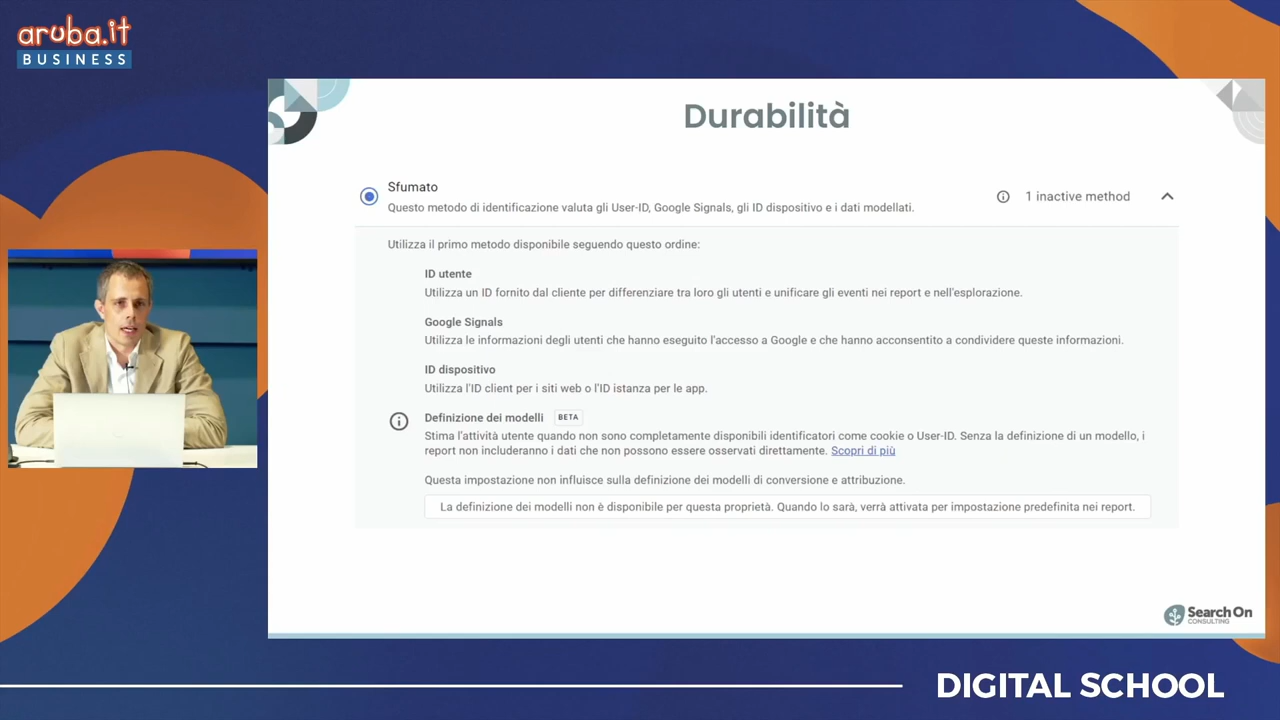 aruba.it
BUSINESS
Durabilità
Sfumato
Questo metodo di identificazione valuta gli User-ID, Google Signals, gli ID dispositivo e i dati modellati.
1 inactive method
Utilizza il primo metodo disponibile seguendo questo ordine:
ID utente
Utilizza un ID fornito dal cliente per differenziare tra loro gli utenti e unificare gli eventi nei report e nell'esplorazione.
Google Signals
Utilizza le informazioni degli utenti che hanno eseguito l'accesso a Google e che hanno acconsentito a condividere queste informazioni.
ID dispositivo
Utilizza l'ID client per i siti web o l'ID istanza per le app.
Definizione dei modelli BETA
Stima l'attività utente quando non sono completamente disponibili identificatori come cookie o User-ID. Senza la definizione di un modello, i
report non includeranno i dati che non possono essere osservati direttamente. Scopri di più
Questa impostazione non influisce sulla definizione dei modelli di conversione e attribuzione.
La definizione dei modelli non è disponibile per questa proprietà. Quando lo sarà, verrà attivata per impostazione predefinita nei report.
Search On
CONSULTING
DIGITAL SCHOOL